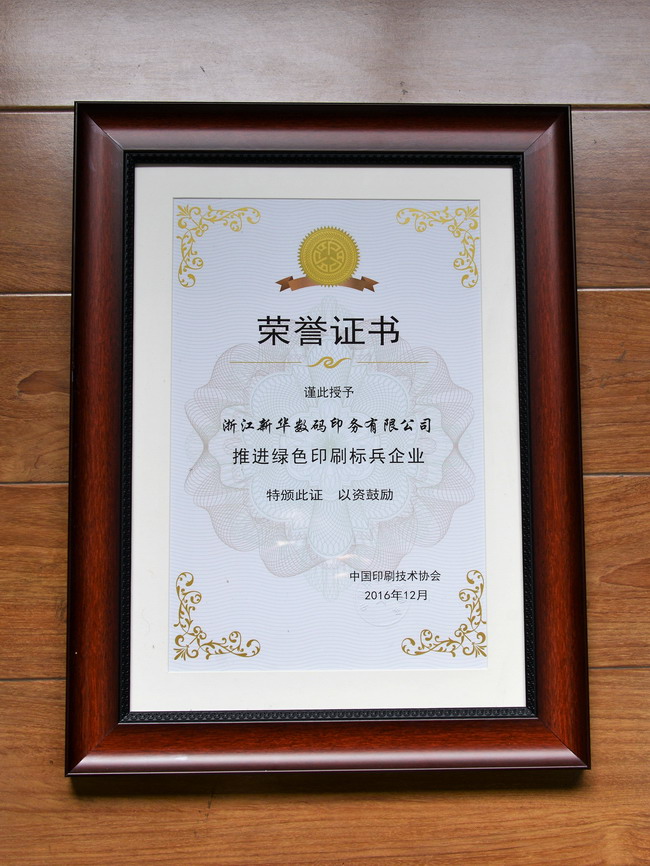 荣誉证书
谨此授予
浙江新华数码印务有限公司
推进绿色印刷标兵企业
特颁此证　以资鼓励
中国印刷技术协会
2016年12月